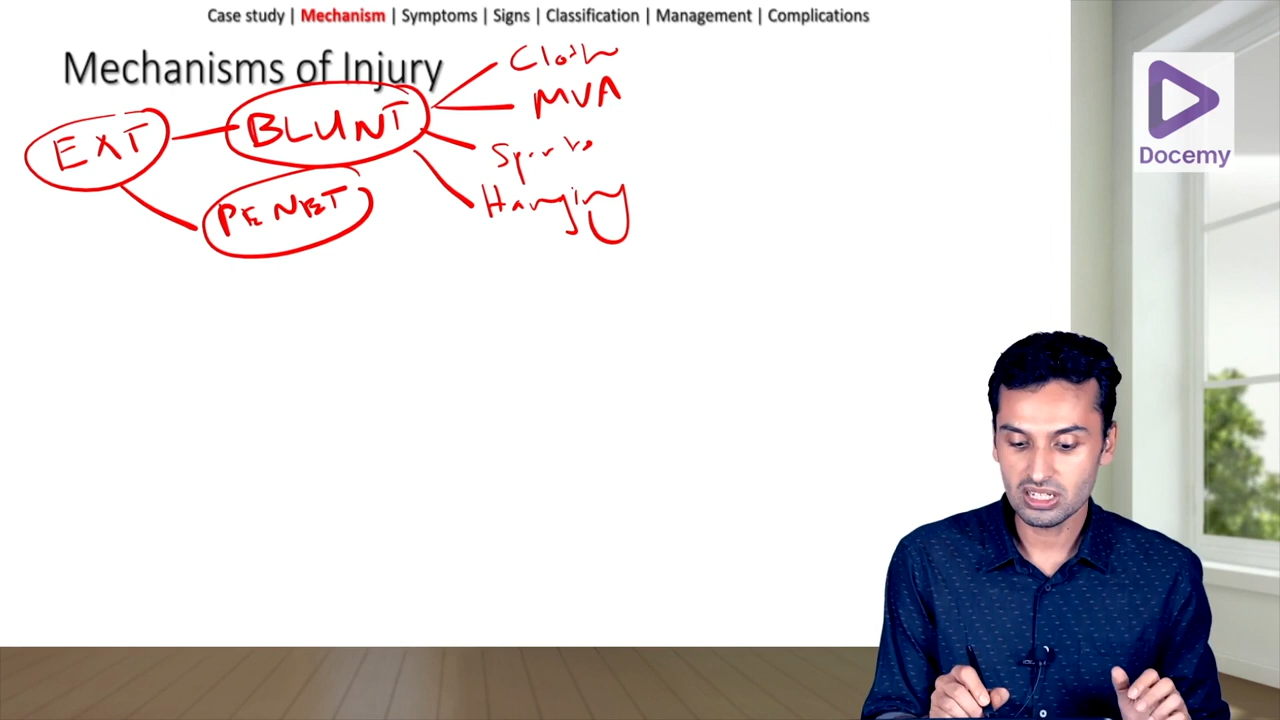 Case study | Mechanism | Symptoms | Signs | Classification | Management | Complications
Mechanisms of Injury
EXT
BLUNT
PENET
MVA
Sports
Hanging
Docemy